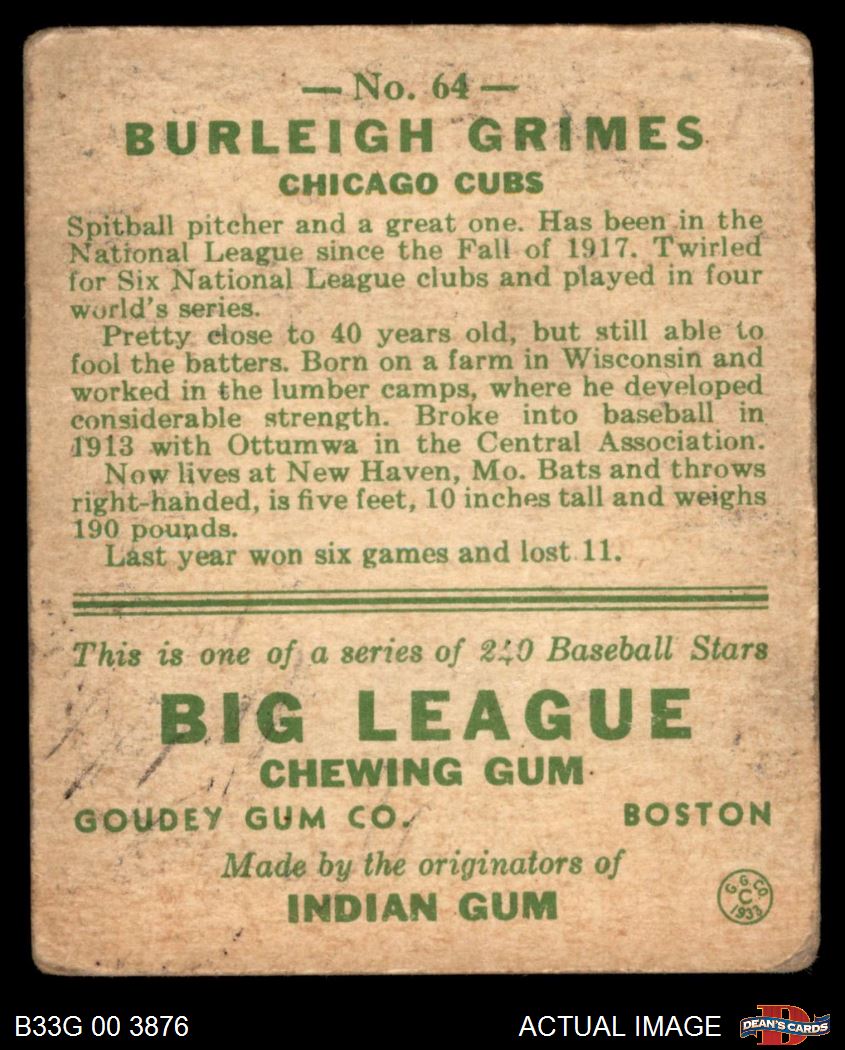 — No. 64 —
BURLEIGH GRIMES
CHICAGO CUBS
Spitball pitcher and a great one. Has been in the
National League since the Fall of 1917. Twirled
for Six National League clubs and played in four
world's series.
Pretty close to 40 years old, but still able to
fool the batters. Born on a farm in Wisconsin and
worked in the lumber camps, where he developed
considerable strength. Broke into baseball in
1913 with Ottumwa in the Central Association.
Now lives at New Haven, Mo. Bats and throws
right-handed, is five feet, 10 inches tall and weighs
190 pounds.
Last year won six games and lost 11.
This is one of a series of 240 Baseball Stars
BIG LEAGUE
CHEWING GUM
GOUDEY GUM CO. BOSTON
Made by the originators of
INDIAN GUM
G. G. CO.
C
1933
B33G 00 3876 ACTUAL IMAGE
D
DEAN'S CARDS